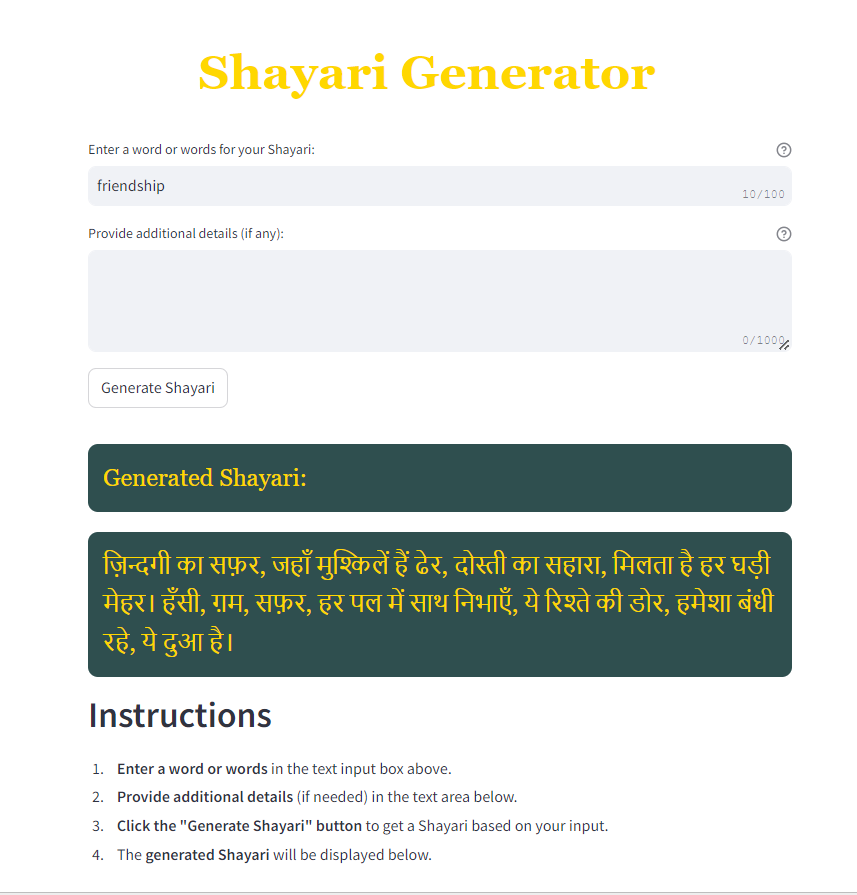 Shayari Generator
Enter a word or words for your Shayari:
friendship
10/100
Provide additional details (if any):
0/1000
Generate Shayari
Generated Shayari:
ज़िन्दगी का सफ़र, जहाँ मुश्किलें हैं ढेर, दोस्ती का सहारा, मिलता है हर घड़ी
मेहर। हँसी, ग़म, सफ़र, हर पल में साथ निभाएँ, ये रिश्ते की डोर, हमेशा बंधी
रहे, ये दुआ है।
Instructions
1. Enter a word or words in the text input box above.
2. Provide additional details (if needed) in the text area below.
3. Click the "Generate Shayari" button to get a Shayari based on your input.
4. The generated Shayari will be displayed below.